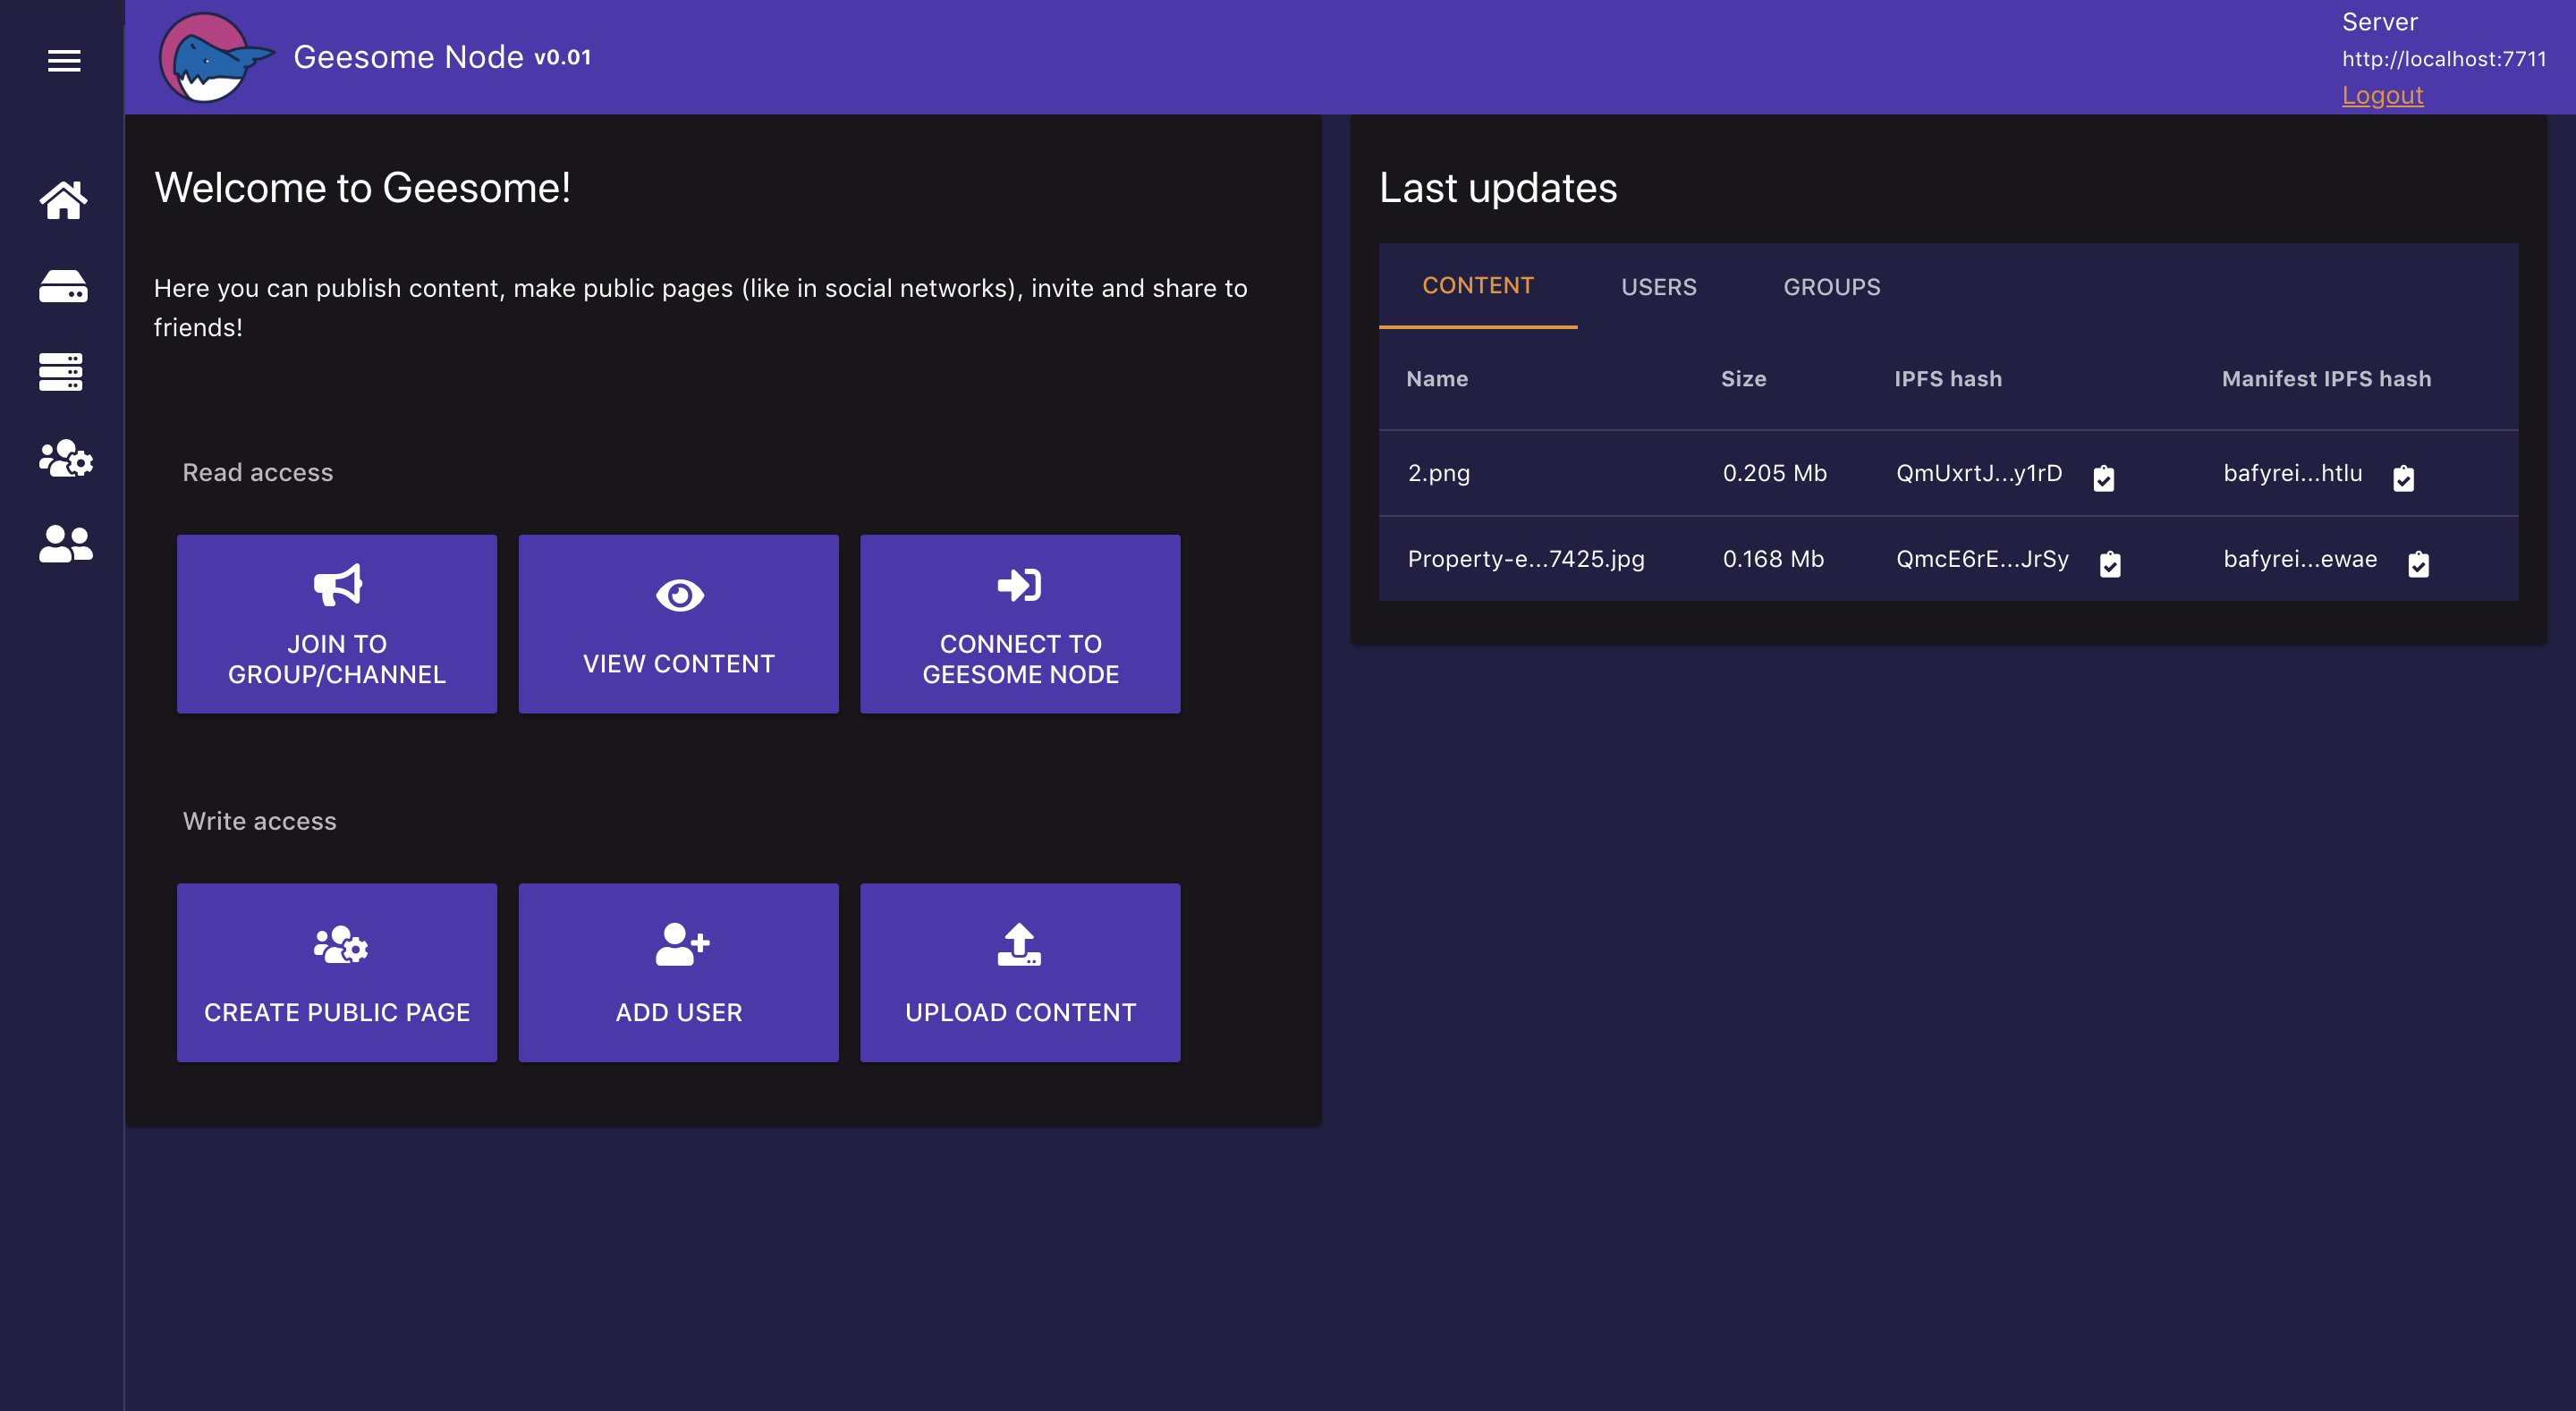 Geesome Node v0.01
Server
http://localhost:7711
Logout
Welcome to Geesome!
Here you can publish content, make public pages (like in social networks), invite and share to
friends!
Read access
JOIN TO
GROUP/CHANNEL
VIEW CONTENT
CONNECT TO
GEESOME NODE
Write access
CREATE PUBLIC PAGE
ADD USER
UPLOAD CONTENT
Last updates
CONTENT USERS GROUPS
Name Size IPFS hash Manifest IPFS hash
2.png 0.205 Mb QmUxrtJ...y1rD bafyrei...htlu
Property-e...7425.jpg 0.168 Mb QmcE6rE...JrSy bafyrei...ewae